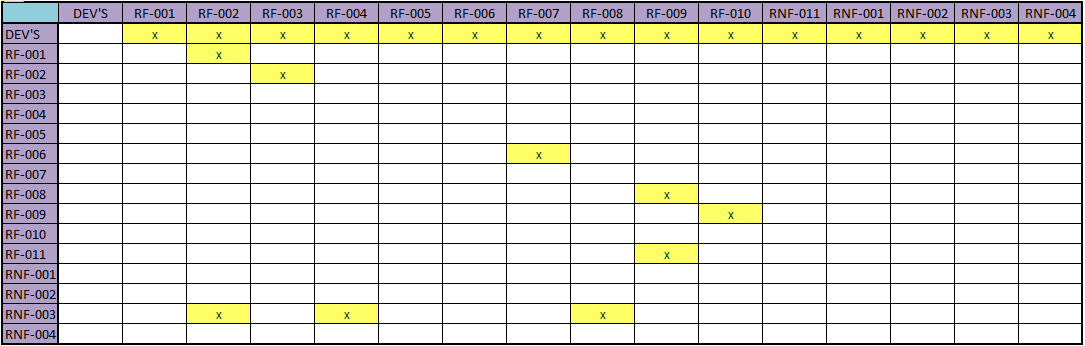 DEV'S RF-001 RF-002 RF-003 RF-004 RF-005 RF-006 RF-007 RF-008 RF-009 RF-010 RNF-011 RNF-001 RNF-002 RNF-003 RNF-004
DEV'S x x x x x x x x x x x x x x x
RF-001 x
RF-002 x
RF-003
RF-004
RF-005
RF-006 x
RF-007
RF-008 x
RF-009 x
RF-010
RF-011 x
RNF-001
RNF-002
RNF-003 x x x
RNF-004